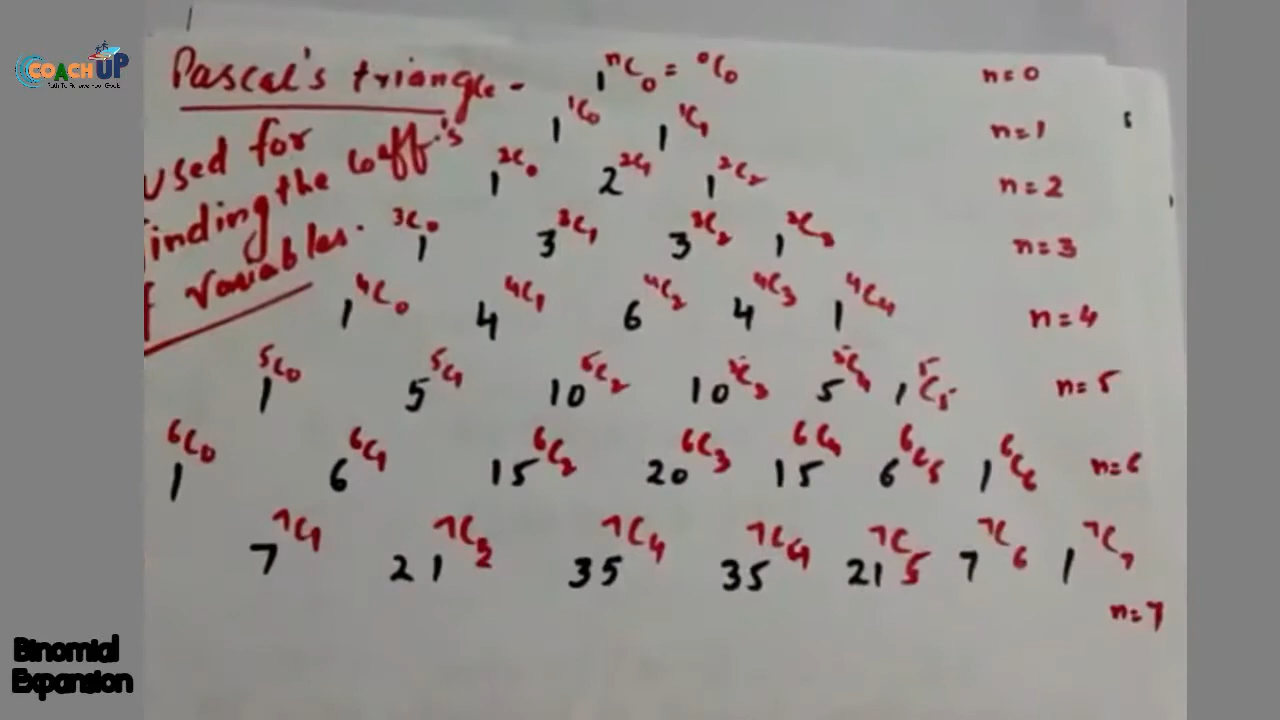 COACHUP
Pascal's triangle -
used for
finding the coeff's
of variables.
1 nC0 = 0C0 n=0
1 1C0 1 1C1 n=1
1 2C0 2 2C1 1 2C2 n=2
3C0 1 3 3C1 3 3C2 1 3C3 n=3
1 4C0 4 4C1 6 4C2 4 4C3 1 4C4 n=4
1 5C0 5 5C1 10 5C2 10 5C3 5 5C4 1 5C5 n=5
1 6C0 6 6C1 15 6C2 20 6C3 15 6C4 6 6C5 1 6C6 n=6
7 7C1 21 7C2 35 7C4 35 7C4 21 7C5 7 7C6 1 7C7
n=7
Binomial
Expansion